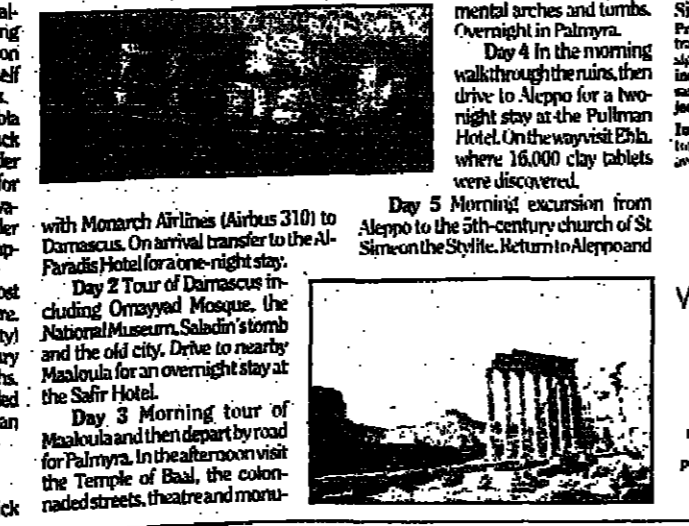 with Monarch Airlines (Airbus 310) to
Damascus. On arrival transfer to the Al-
Faradis Hotel for a one-night stay.
Day 2 Tour of Damascus in-
cluding Omayyad Mosque, the
National Museum, Saladin's tomb
and the old city. Drive to nearby
Maaloula for an overnight stay at
the Safir Hotel.
Day 3 Morning tour of
Maaloula and then depart by road
for Palmyra. In the afternoon visit
the Temple of Baal, the colon-
naded streets, theatre and monu-
mental arches and tombs.
Overnight in Palmyra.
Day 4 In the morning
walk through the ruins, then
drive to Aleppo for a two-
night stay at the Pullman
Hotel. On the way visit Ebla,
where 16,000 clay tablets
were discovered.
Day 5 Morning excursion from
Aleppo to the 5th-century church of St
Simeon the Stylite. Return to Aleppo and